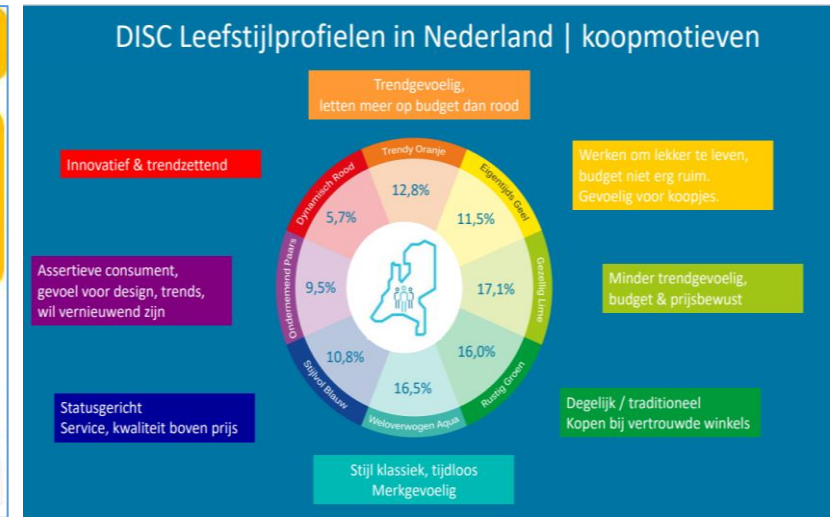 DISC Leefstijlprofielen in Nederland | koopmotieven
Trendgevoelig,
letten meer op budget dan rood
Innovatief & trendzettend
Werken om lekker te leven,
budget niet erg ruim.
Gevoelig voor koopjes.
Assertieve consument,
gevoel voor design, trends,
wil vernieuwend zijn
Minder trendgevoelig,
budget & prijsbewust
Statusgericht
Service, kwaliteit boven prijs
Degelijk / traditioneel
Kopen bij vertrouwde winkels
Stijl klassiek, tijdloos
Merkgevoelig
Trendy Oranje
12,8%
Eigentijds Geel
11,5%
Gezellig Lime
17,1%
Rustig Groen
16,0%
Weloverwogen Aqua
16,5%
Stijlvol Blauw
10,8%
Ondernemend Paars
9,5%
Dynamisch Rood
5,7%